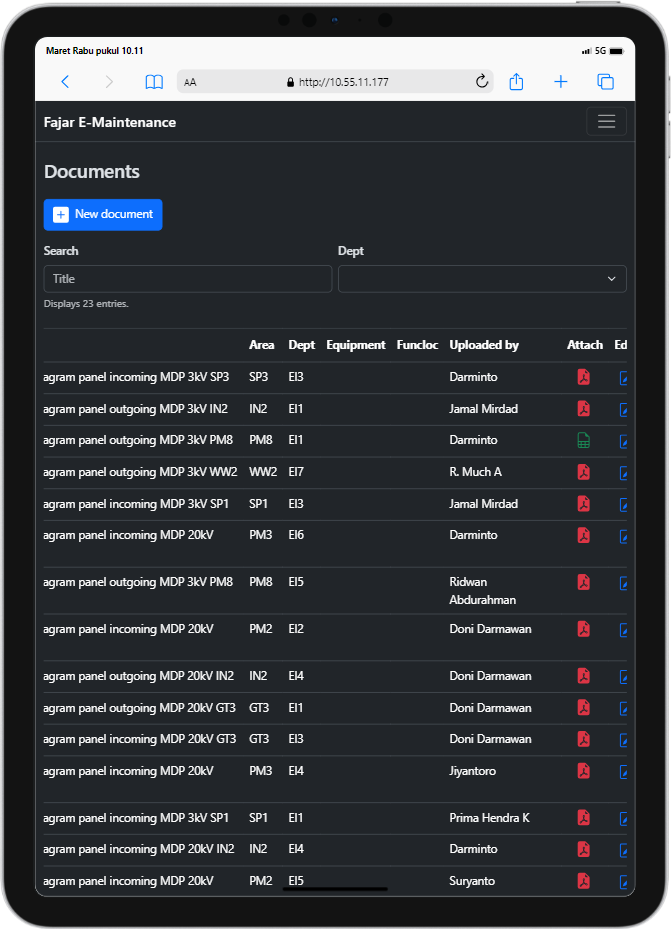 Maret Rabu pukul 10.11
5G
AA
http://10.55.11.177
Fajar E-Maintenance
Documents
New document
Search
Dept
Title
Displays 23 entries.
Area Dept Equipment Funcloc Uploaded by Attach Ed
agram panel incoming MDP 3kV SP3 SP3 EI3 Darminto
agram panel outgoing MDP 3kV IN2 IN2 EI1 Jamal Mirdad
agram panel outgoing MDP 3kV PM8 PM8 EI1 Darminto
agram panel outgoing MDP 3kV WW2 WW2 EI7 R. Much A
agram panel incoming MDP 3kV SP1 SP1 EI3 Jamal Mirdad
agram panel incoming MDP 20kV PM3 EI6 Darminto
agram panel outgoing MDP 3kV PM8 PM8 EI5 Ridwan
Abdurahman
agram panel incoming MDP 20kV PM2 EI2 Doni Darmawan
agram panel outgoing MDP 20kV IN2 IN2 EI4 Doni Darmawan
agram panel outgoing MDP 20kV GT3 GT3 EI1 Doni Darmawan
agram panel incoming MDP 20kV GT3 GT3 EI3 Doni Darmawan
agram panel incoming MDP 20kV PM3 EI4 Jiyantoro
agram panel incoming MDP 3kV SP1 SP1 EI1 Prima Hendra K
agram panel incoming MDP 20kV IN2 IN2 EI4 Darminto
agram panel incoming MDP 20kV PM2 EI5 Suryanto